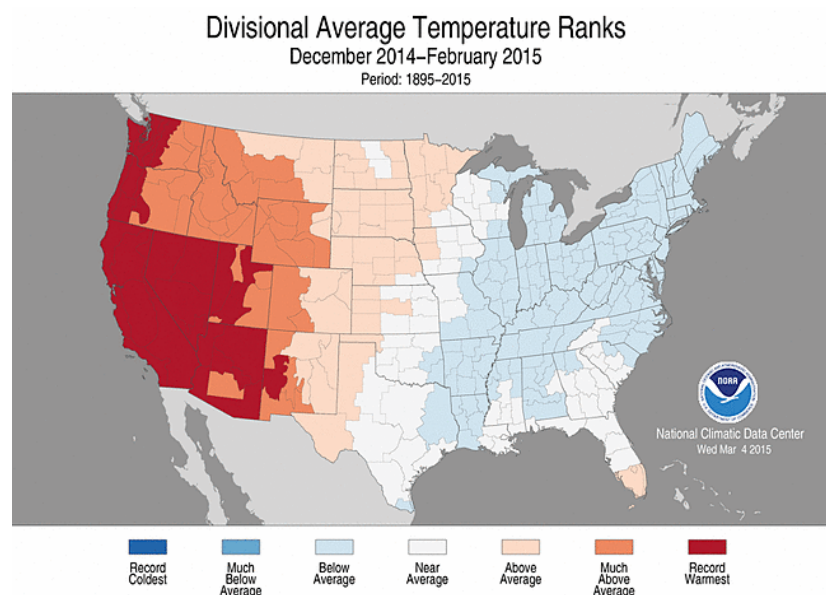 Divisional Average Temperature Ranks
December 2014–February 2015
Period: 1895–2015
NOAA
National Climatic Data Center
Wed Mar 4 2015
Record
Coldest
Much
Below
Average
Below
Average
Near
Average
Above
Average
Much
Above
Average
Record
Warmest